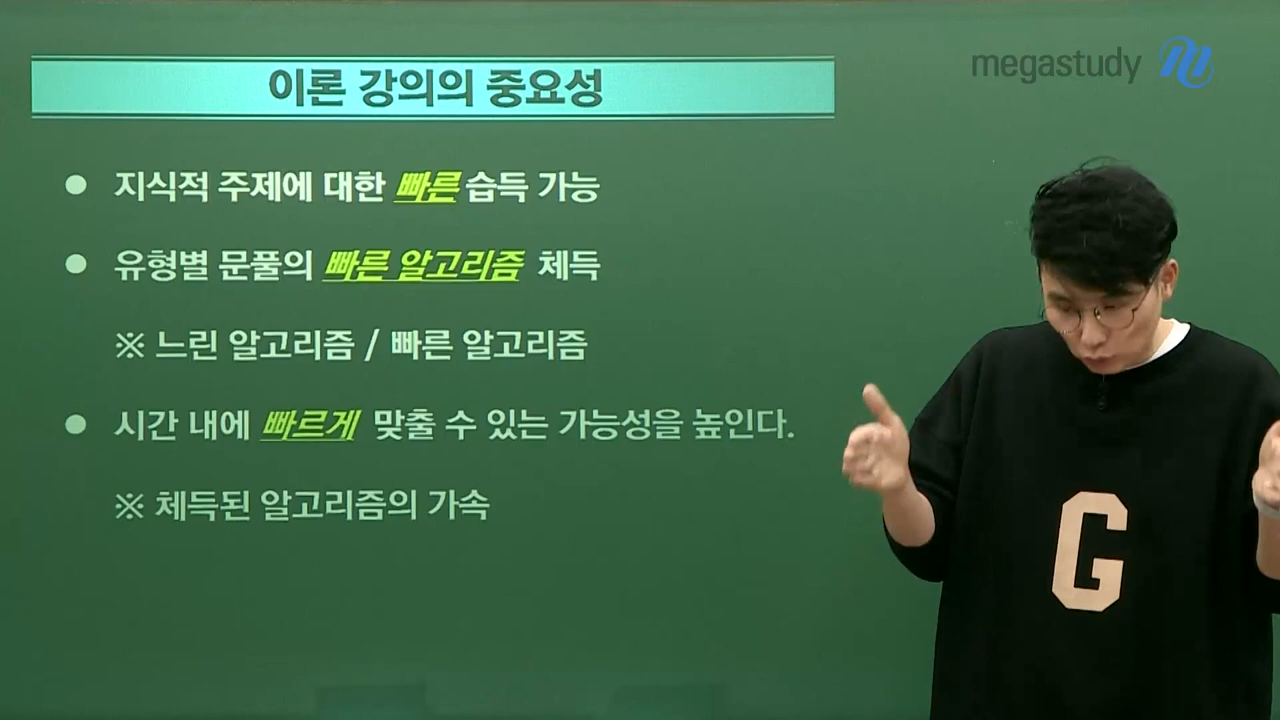 megastudy
이론 강의의 중요성
● 지식적 주제에 대한 빠른 습득 가능
● 유형별 문풀의 빠른 알고리즘 체득
※ 느린 알고리즘 / 빠른 알고리즘
● 시간 내에 빠르게 맞출 수 있는 가능성을 높인다.
※ 체득된 알고리즘의 가속
G